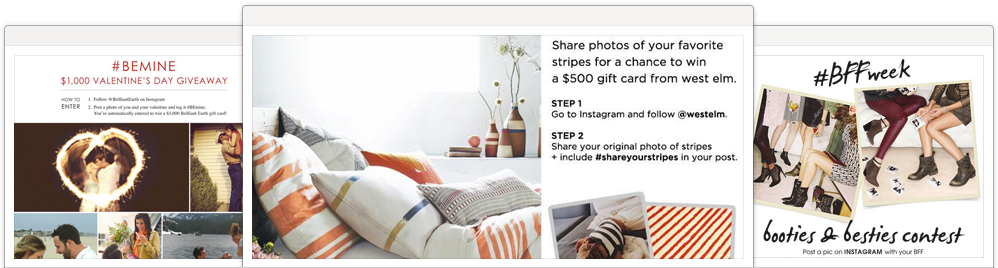 #BEMINE
$1,000 VALENTINE'S DAY GIVEAWAY
HOW TO ENTER
1. Follow @BrilliantEarth on Instagram
2. Post a photo of you and your valentine and tag it #BEmine.
You're automatically entered to win a $1,000 Brilliant Earth gift card!
Share photos of your favorite
stripes for a chance to win
a $500 gift card from west elm.
STEP 1
Go to Instagram and follow @westelm.
STEP 2
Share your original photo of stripes
+ include #shareyourstripes in your post.
#BFFweek
booties & besties contest
Post a pic on INSTAGRAM with your BFF